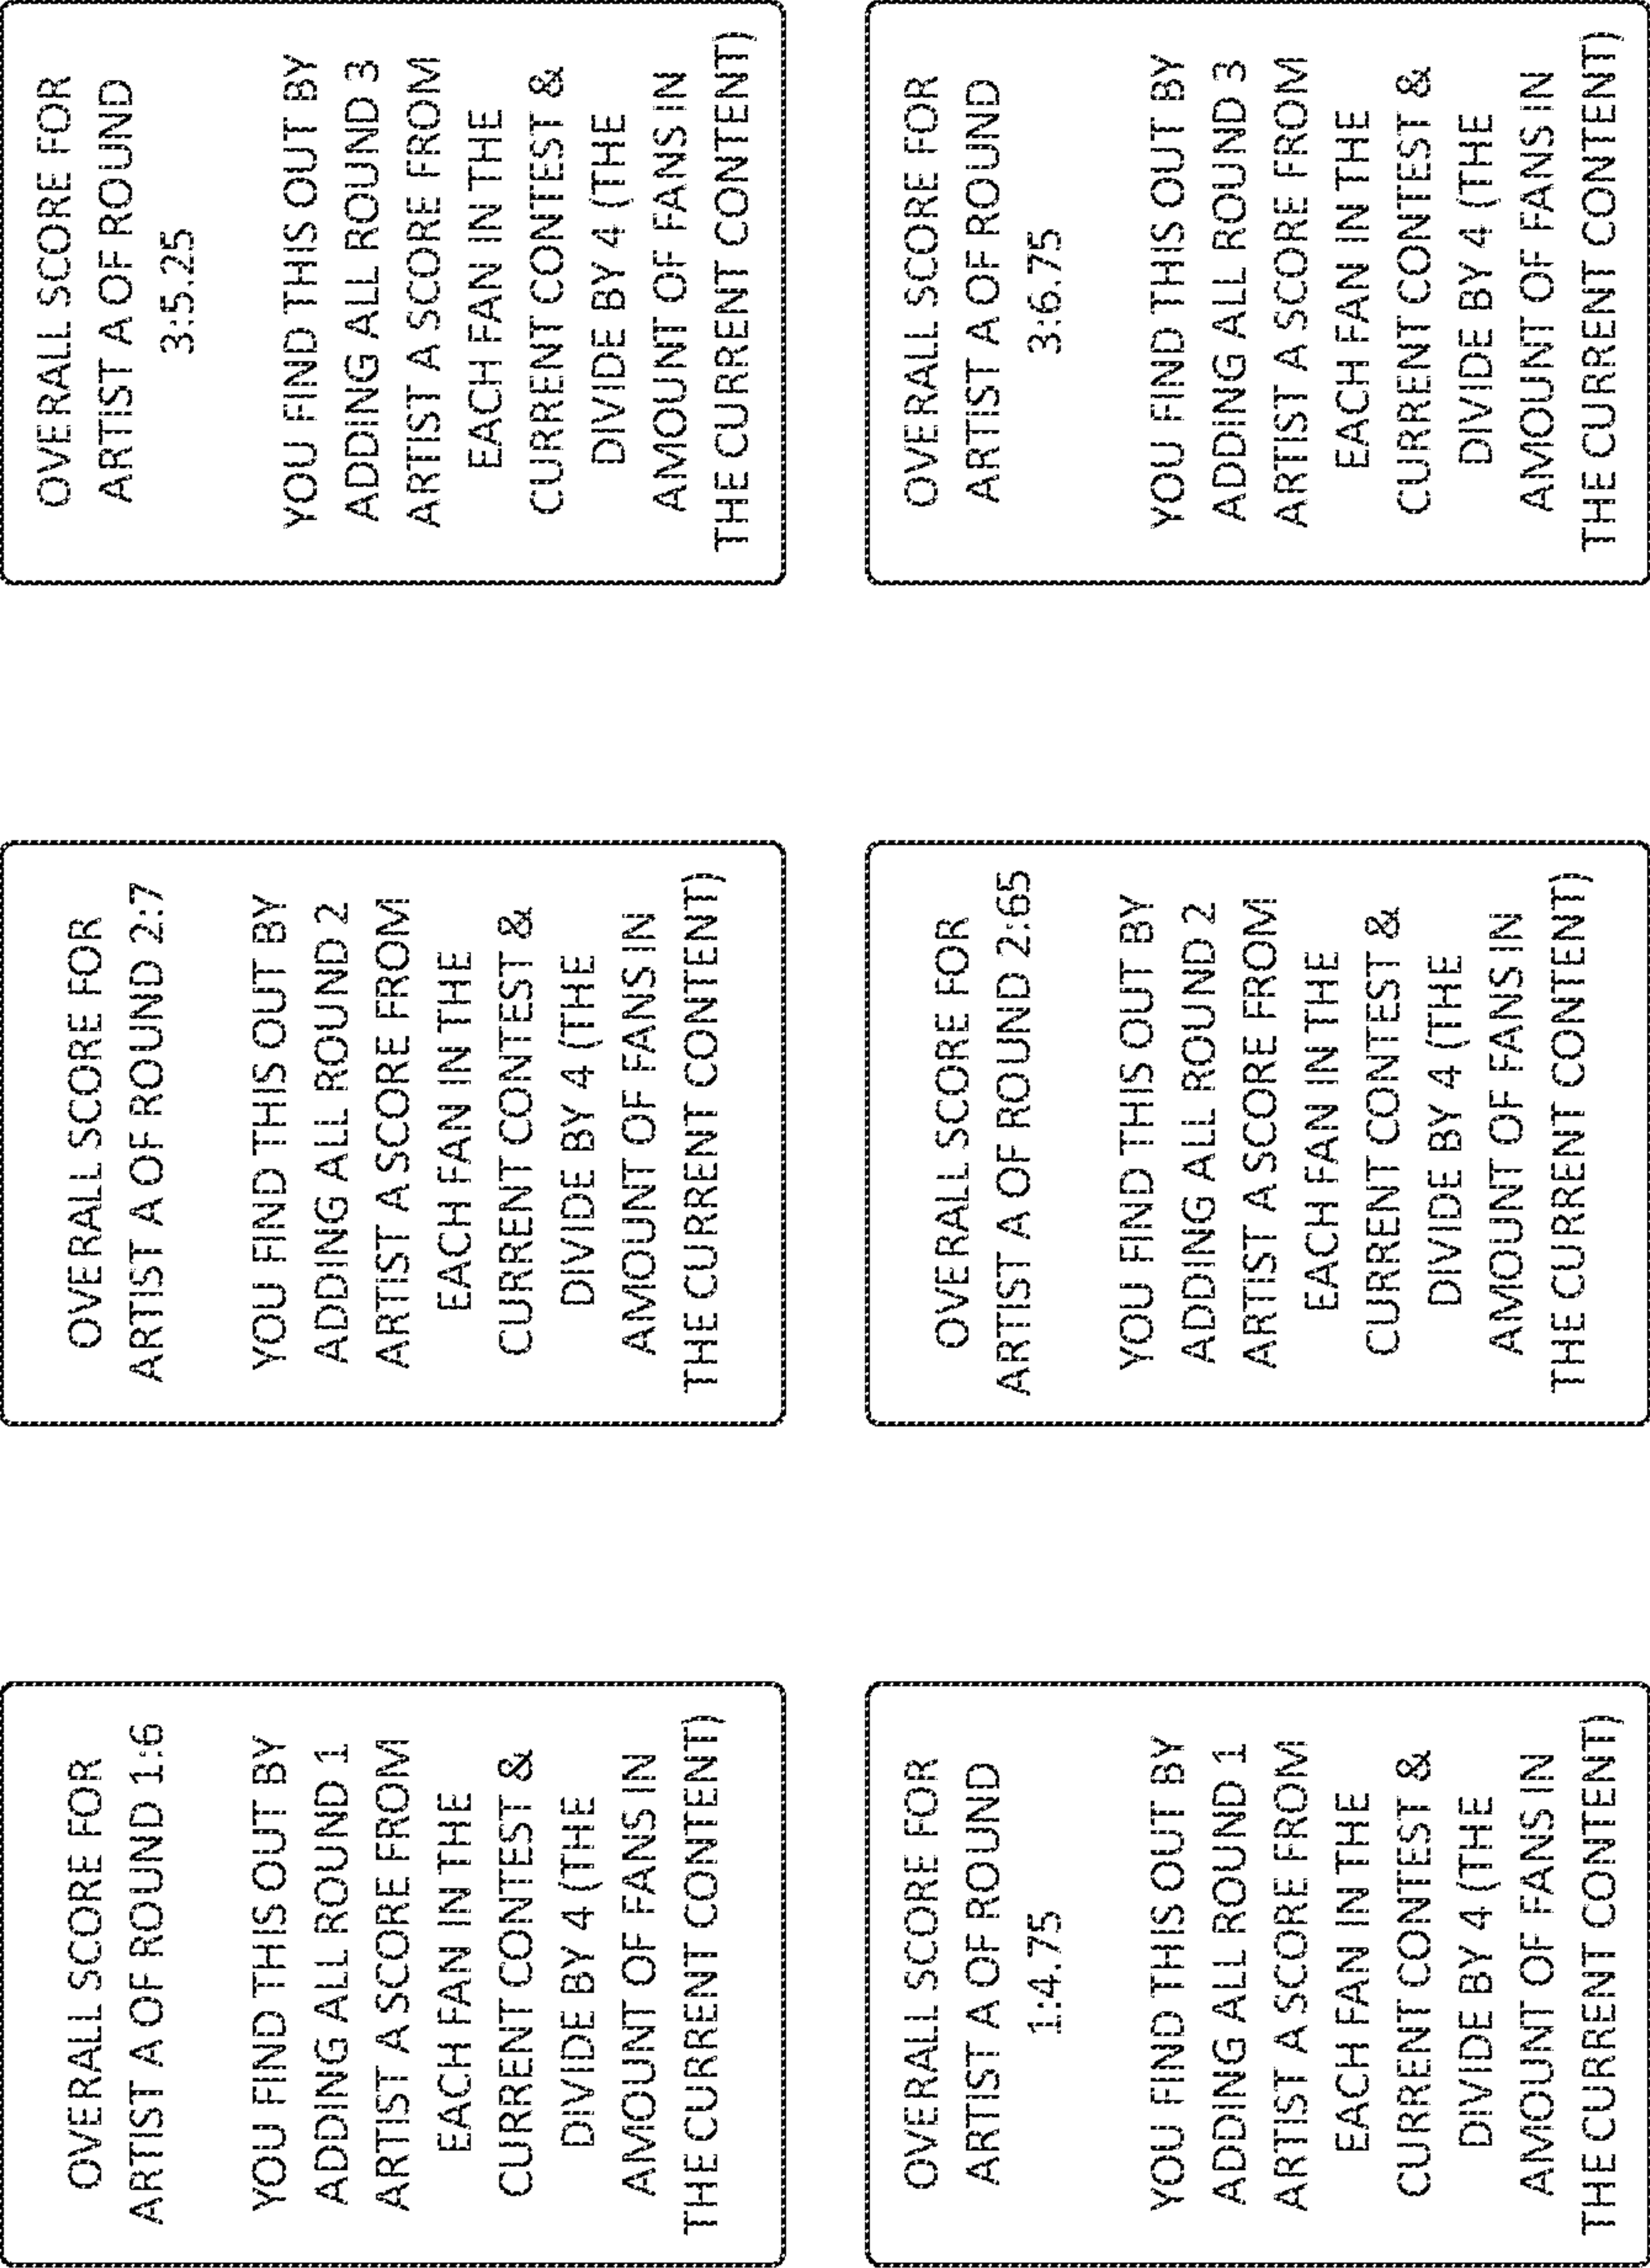 OVERALL SCORE FOR
ARTIST A OF ROUND 1:6
YOU FIND THIS OUT BY
ADDING ALL ROUND 1
ARTIST A SCORE FROM
EACH FAN IN THE
CURRENT CONTEST &
DIVIDE BY 4 (THE
AMOUNT OF FANS IN
THE CURRENT CONTENT)
OVERALL SCORE FOR
ARTIST A OF ROUND 2:7
YOU FIND THIS OUT BY
ADDING ALL ROUND 2
ARTIST A SCORE FROM
EACH FAN IN THE
CURRENT CONTEST &
DIVIDE BY 4 (THE
AMOUNT OF FANS IN
THE CURRENT CONTENT)
OVERALL SCORE FOR
ARTIST A OF ROUND
3:5.25
YOU FIND THIS OUT BY
ADDING ALL ROUND 3
ARTIST A SCORE FROM
EACH FAN IN THE
CURRENT CONTEST &
DIVIDE BY 4 (THE
AMOUNT OF FANS IN
THE CURRENT CONTENT)
OVERALL SCORE FOR
ARTIST A OF ROUND
1:4.75
YOU FIND THIS OUT BY
ADDING ALL ROUND 1
ARTIST A SCORE FROM
EACH FAN IN THE
CURRENT CONTEST &
DIVIDE BY 4 (THE
AMOUNT OF FANS IN
THE CURRENT CONTENT)
OVERALL SCORE FOR
ARTIST A OF ROUND 2:65
YOU FIND THIS OUT BY
ADDING ALL ROUND 2
ARTIST A SCORE FROM
EACH FAN IN THE
CURRENT CONTEST &
DIVIDE BY 4 (THE
AMOUNT OF FANS IN
THE CURRENT CONTENT)
OVERALL SCORE FOR
ARTIST A OF ROUND
3:6.75
YOU FIND THIS OUT BY
ADDING ALL ROUND 3
ARTIST A SCORE FROM
EACH FAN IN THE
CURRENT CONTEST &
DIVIDE BY 4 (THE
AMOUNT OF FANS IN
THE CURRENT CONTENT)